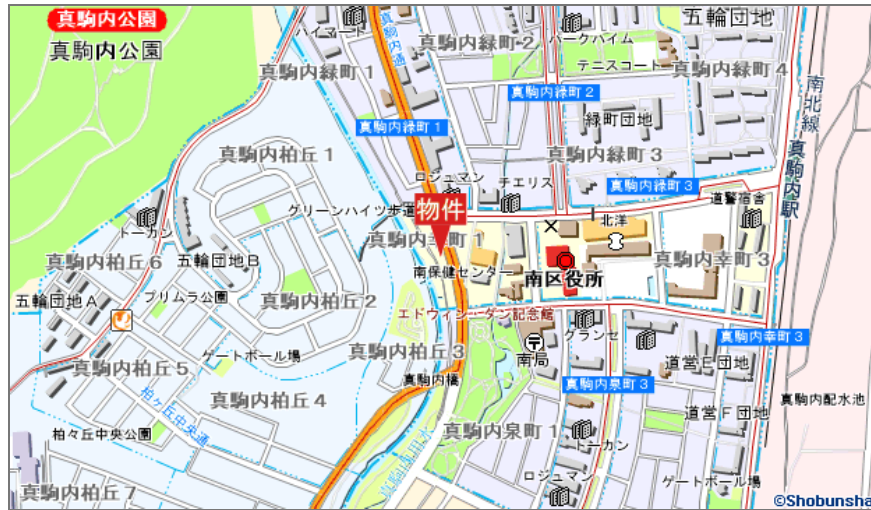 真駒内公園
真駒内公園
ハイマート
真駒内緑町1
真駒内通
真駒内緑町2
パークハイム
テニスコート
五輪団地
真駒内緑町4
真駒内緑町2
真駒内緑町1
緑町団地
真駒内緑町3
南北線
真駒内駅
真駒内柏丘1
ロジュマン
チエリス
真駒内緑町3
道警宿舎
グリーンハイツ歩道
物件
北洋
トーカン
真駒内幸町1
真駒内柏丘6
五輪団地B
南保健センター
南区役所
真駒内幸町3
五輪団地A
プリムラ公園
真駒内柏丘2
エドウィン・ダン記念館
グランセ
真駒内幸町3
ゲートボール場
真駒内柏丘3
南局
道営E団地
真駒内柏丘5
真駒内橋
真駒内泉町3
真駒内柏丘4
真駒内配水池
柏ヶ丘中央通
道営F団地
柏々丘中央公園
真駒内泉町1
トーカン
真駒内用水
ロジュマン
ゲートボール場
真駒内柏丘7
©Shobunsha